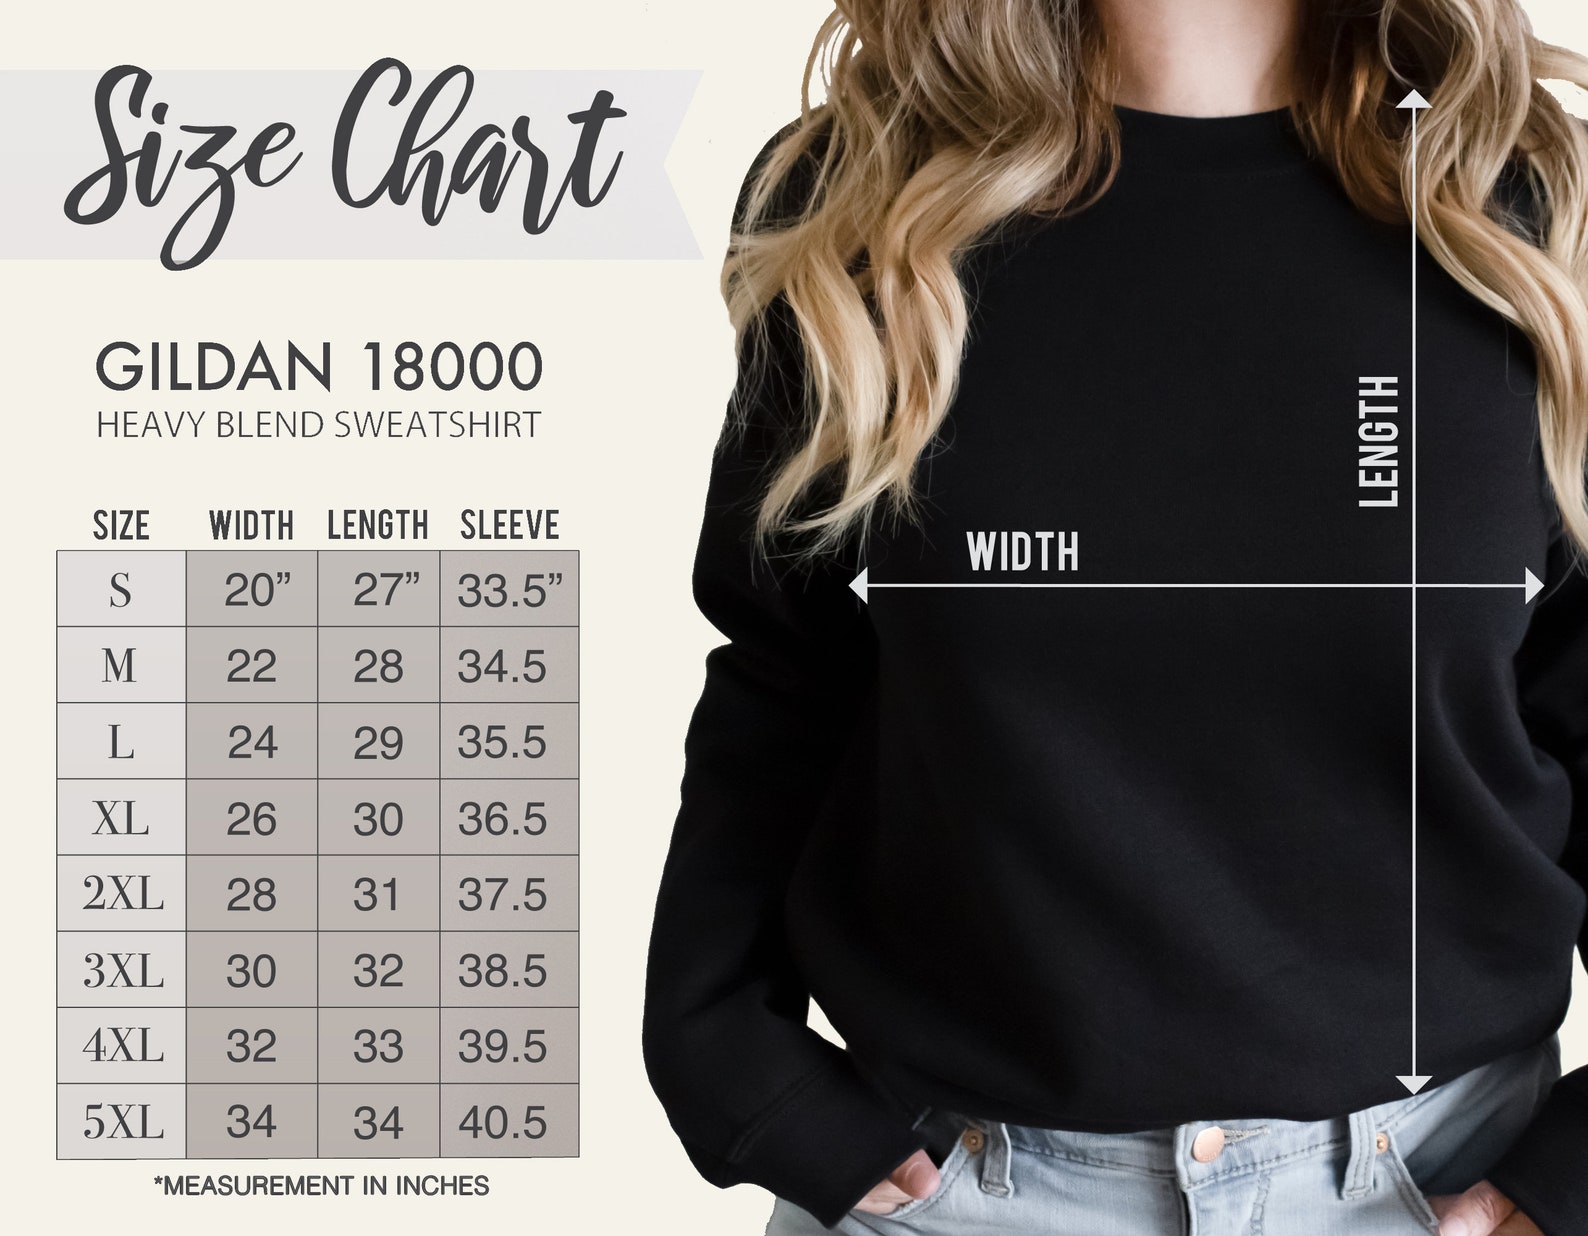 Size Chart
GILDAN 18000
HEAVY BLEND SWEATSHIRT
SIZE WIDTH LENGTH SLEEVE
S 20” 27” 33.5”
M 22 28 34.5
L 24 29 35.5
XL 26 30 36.5
2XL 28 31 37.5
3XL 30 32 38.5
4XL 32 33 39.5
5XL 34 34 40.5
*MEASUREMENT IN INCHES
WIDTH
LENGTH